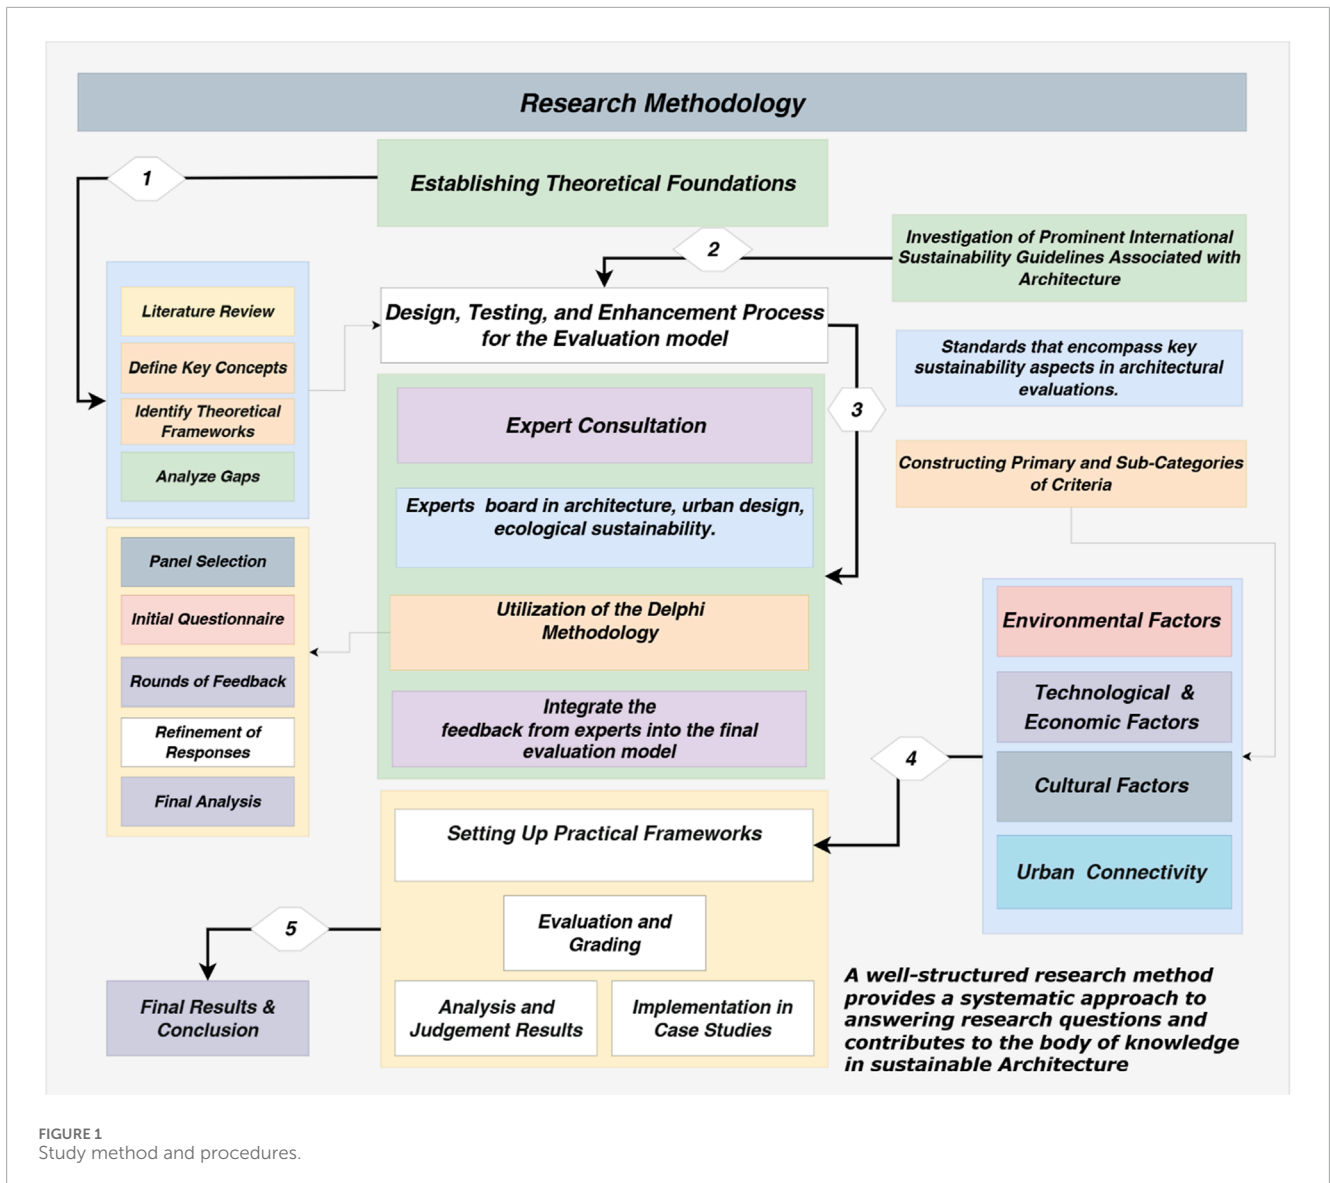 Research Methodology
1
Establishing Theoretical Foundations
2
Investigation of Prominent International
Sustainability Guidelines Associated with
Architecture
Literature Review
Define Key Concepts
Identify Theoretical
Frameworks
Analyze Gaps
Design, Testing, and Enhancement Process
for the Evaluation model
3
Standards that encompass key
sustainability aspects in architectural
evaluations.
Expert Consultation
Constructing Primary and Sub-Categories
of Criteria
Experts board in architecture, urban design,
ecological sustainability.
Panel Selection
Initial Questionnaire
Rounds of Feedback
Refinement of
Responses
Final Analysis
Utilization of the Delphi
Methodology
Integrate the
feedback from experts into the final
evaluation model
Environmental Factors
Technological &
Economic Factors
Cultural Factors
Urban Connectivity
4
Setting Up Practical Frameworks
Evaluation and
Grading
Analysis and
Judgement Results
Implementation in
Case Studies
5
Final Results &
Conclusion
A well-structured research method
provides a systematic approach to
answering research questions and
contributes to the body of knowledge
in sustainable Architecture
FIGURE 1
Study method and procedures.